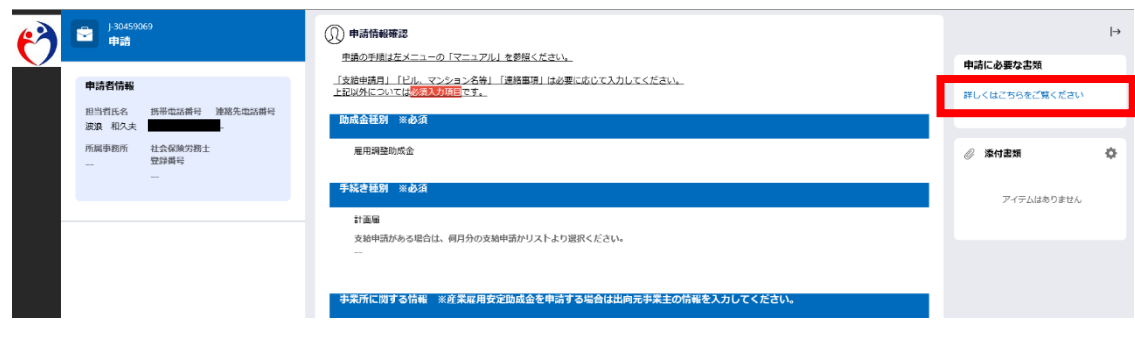 J-30459069
申請
申請者情報
担当者氏名 携帯電話番号 連絡先電話番号
波浪 和久夫
所属事務所 社会保険労務士
登録番号
---
---
申請情報確認
申請の手順は左メニューの「マニュアル」を参照ください。
「支給申請月」「ビル、マンション名等」「連絡事項」は必要に応じて入力してください。
上記以外については必須入力項目です。
助成金種別 ※必須
雇用調整助成金
手続き種別 ※必須
計画届
支給申請がある場合は、何月分の支給申請かリストより選択ください。
---
事業所に関する情報 ※産業雇用安定助成金を申請する場合は出向元事業主の情報を入力してください。
申請に必要な書類
詳しくはこちらをご覧ください
添付書類
アイテムはありません